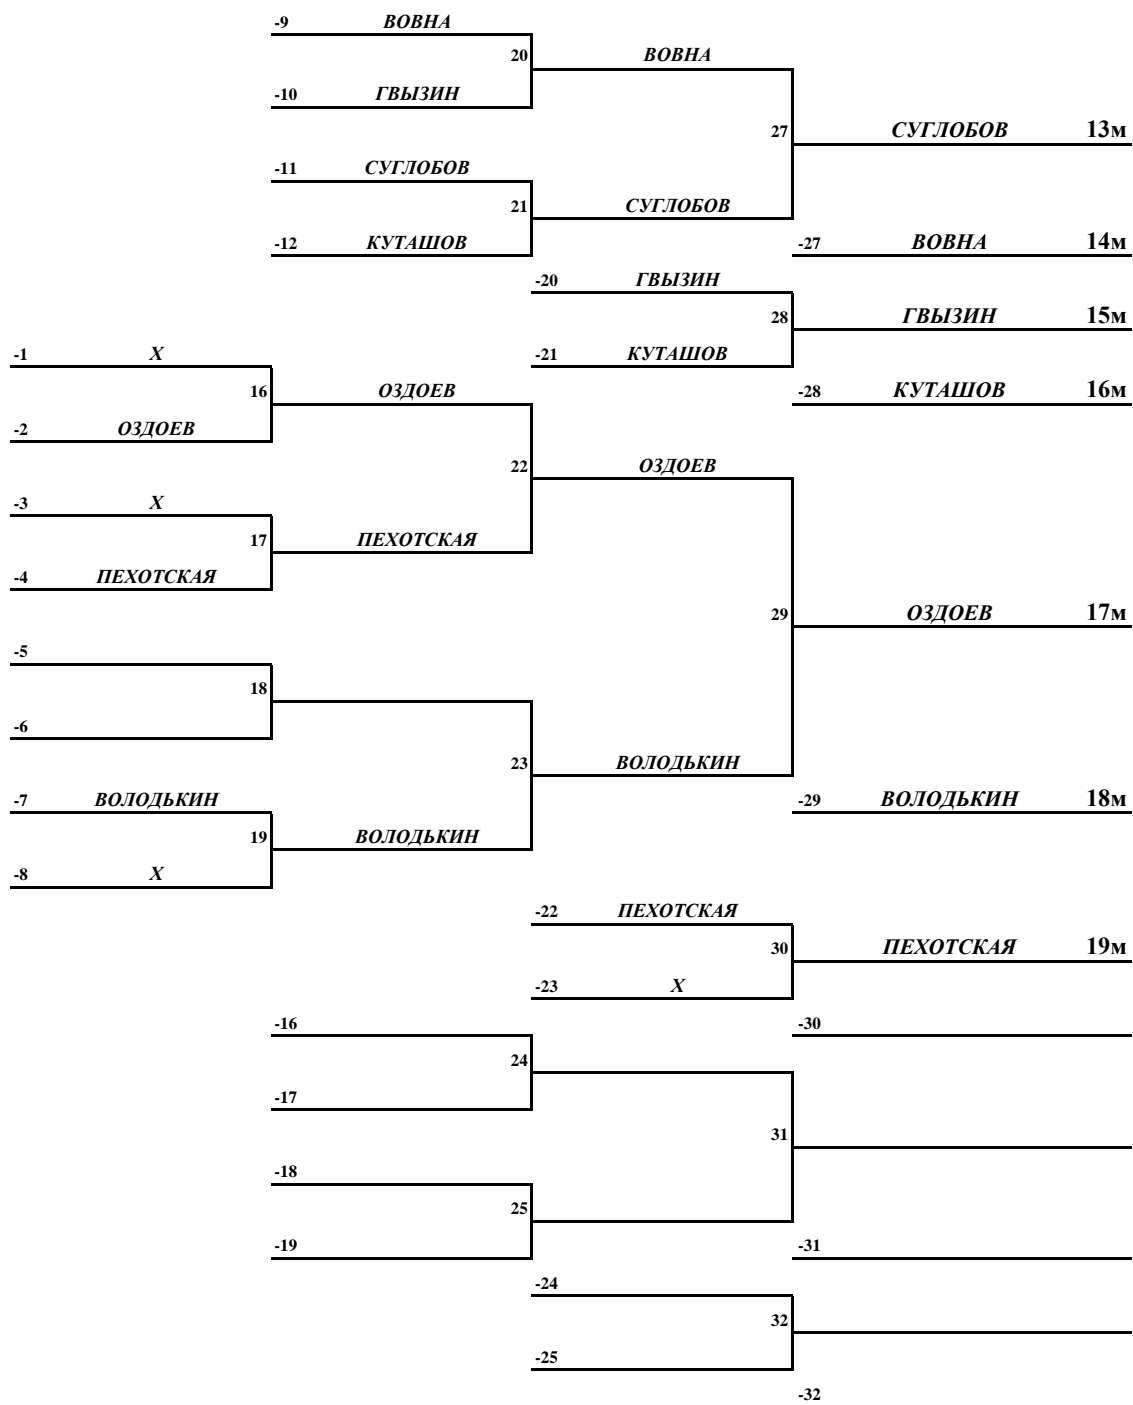 -9 ВОВНА
20 ВОВНА
-10 ГВЫЗИН
27 СУГЛОБОВ 13м
-11 СУГЛОБОВ
21 СУГЛОБОВ
-12 КУТАШОВ
-27 ВОВНА 14м
-20 ГВЫЗИН
28 ГВЫЗИН 15м
-1 Х
-21 КУТАШОВ
16 ОЗДОЕВ
-28 КУТАШОВ 16м
-2 ОЗДОЕВ
22 ОЗДОЕВ
-3 Х
17 ПЕХОТСКАЯ
-4 ПЕХОТСКАЯ
29 ОЗДОЕВ 17м
-5
18
-6
23 ВОЛОДЬКИН
-7 ВОЛОДЬКИН
-29 ВОЛОДЬКИН 18м
19 ВОЛОДЬКИН
-8 Х
-22 ПЕХОТСКАЯ
30 ПЕХОТСКАЯ 19м
-23 Х
-16
-30
24
-17
31
-18
25
-19
-31
-24
32
-25
-32